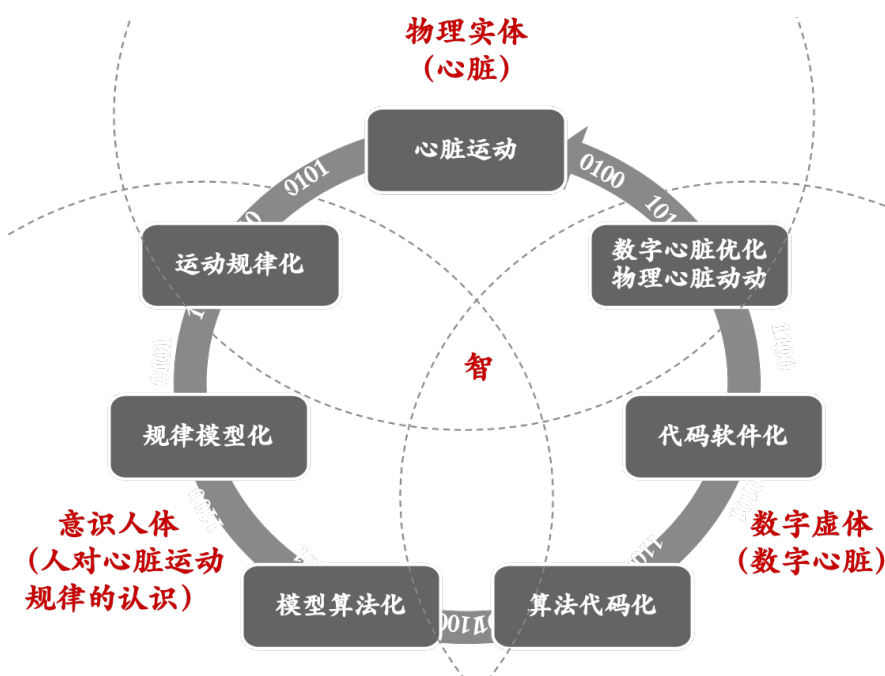 物理实体
（心脏）
心脏运动
0101
0100
101
运动规律化
数字心脏优化
物理心脏动动
智
0101
1100
规律模型化
代码软件化
意识人体
（人对心脏运动
规律的认识）
数字虚体
（数字心脏）
模型算法化
算法代码化